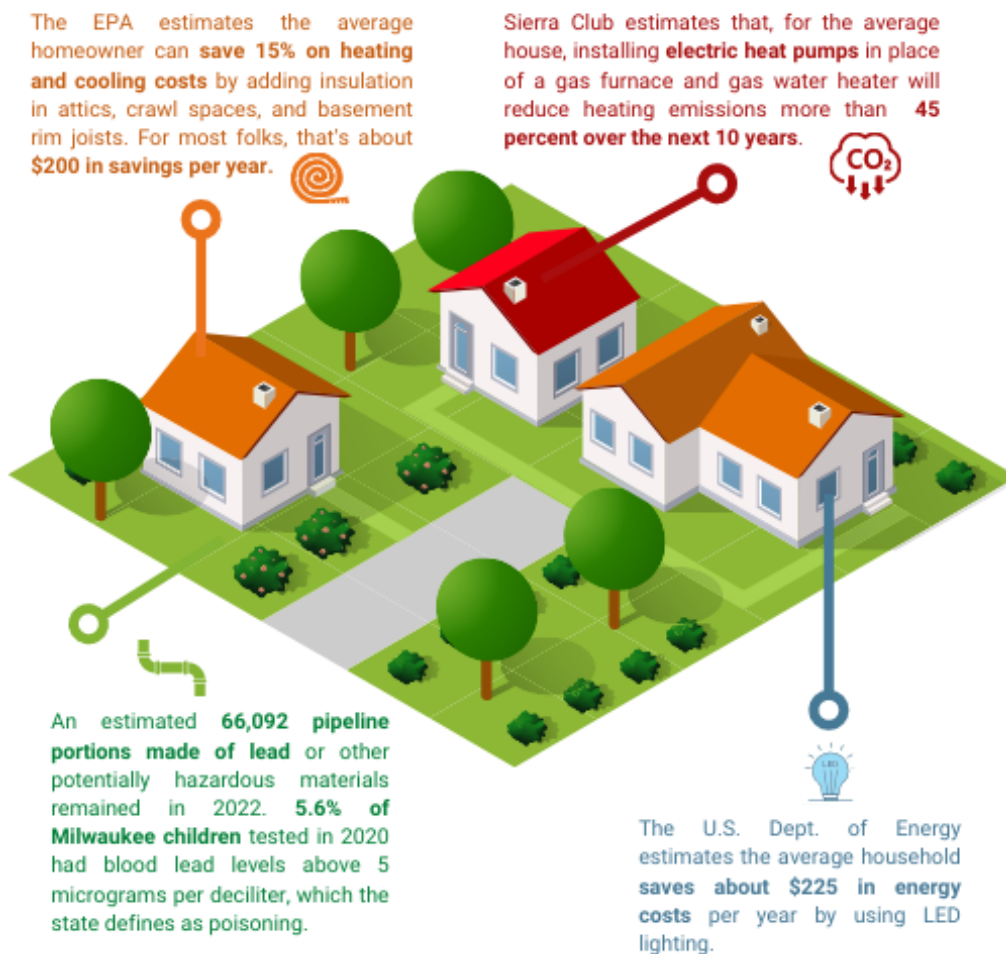 The EPA estimates the average
homeowner can save 15% on heating
and cooling costs by adding insulation
in attics, crawl spaces, and basement
rim joists. For most folks, that's about
$200 in savings per year.
Sierra Club estimates that, for the average
house, installing electric heat pumps in place
of a gas furnace and gas water heater will
reduce heating emissions more than 45
percent over the next 10 years.
CO₂
An estimated 66,092 pipeline
portions made of lead or other
potentially hazardous materials
remained in 2022. 5.6% of
Milwaukee children tested in 2020
had blood lead levels above 5
micrograms per deciliter, which the
state defines as poisoning.
LED
The U.S. Dept. of Energy
estimates the average household
saves about $225 in energy
costs per year by using LED
lighting.